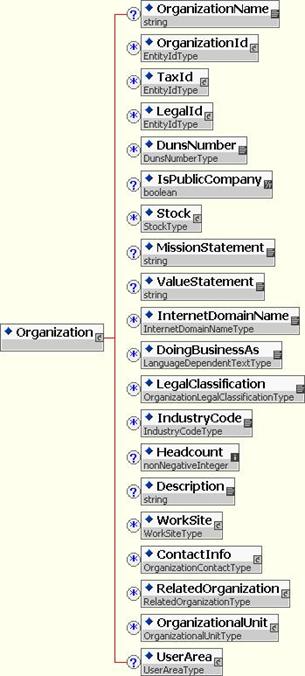 OrganizationName
string
OrganizationId
EntityIdType
TaxId
EntityIdType
LegalId
EntityIdType
DunsNumber
DunsNumberType
IsPublicCompany
boolean
Stock
StockType
MissionStatement
string
ValueStatement
string
InternetDomainName
InternetDomainNameType
Organization
DoingBusinessAs
LanguageDependentTextType
LegalClassification
OrganizationLegalClassificationType
IndustryCode
IndustryCodeType
Headcount
nonNegativeInteger
Description
string
WorkSite
WorkSiteType
ContactInfo
OrganizationContactType
RelatedOrganization
RelatedOrganizationType
OrganizationalUnit
OrganizationalUnitType
UserArea
UserAreaType